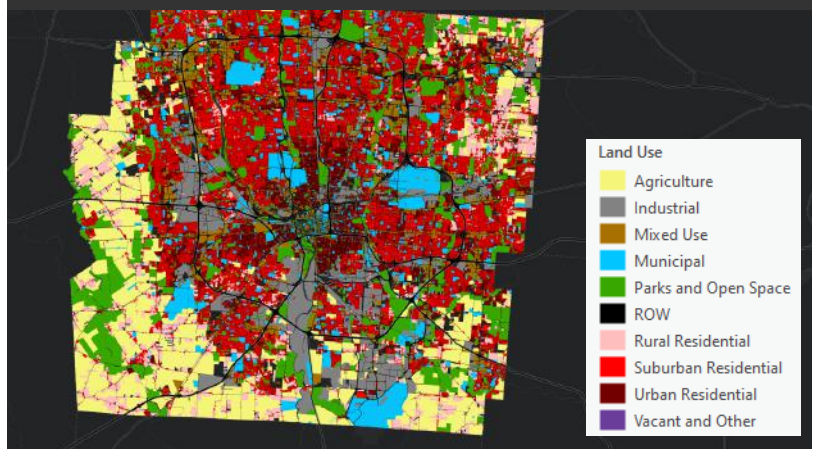 Land Use
Agriculture
Industrial
Mixed Use
Municipal
Parks and Open Space
ROW
Rural Residential
Suburban Residential
Urban Residential
Vacant and Other